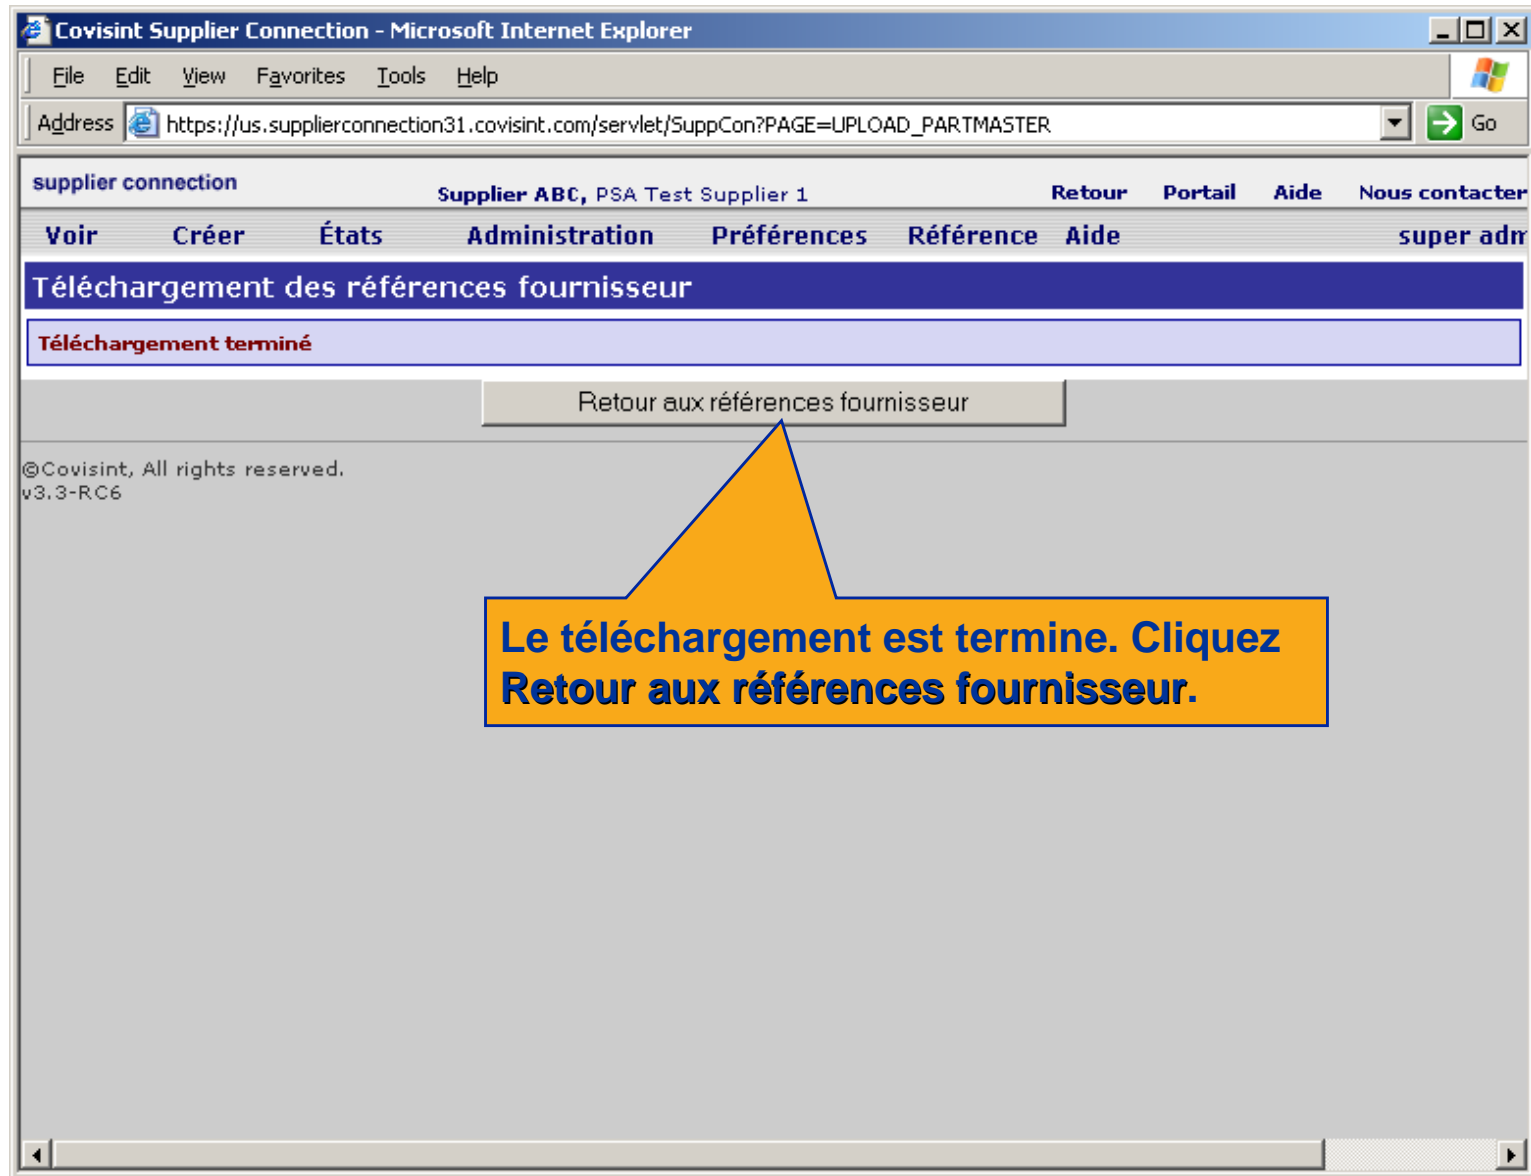 Covisint Supplier Connection - Microsoft Internet Explorer
File Edit View Favorites Tools Help
Address https://us.supplierconnection31.covisint.com/servlet/SuppCon?PAGE=UPLOAD_PARTMASTER Go
supplier connection Supplier ABC, PSA Test Supplier 1 Retour Portail Aide Nous contacter
Voir Créer États Administration Préférences Référence Aide super adm
Téléchargement des références fournisseur
Téléchargement terminé
Retour aux références fournisseur
©Covisint, All rights reserved.
v3.3-RC6
Le téléchargement est termine. Cliquez
Retour aux références fournisseur.